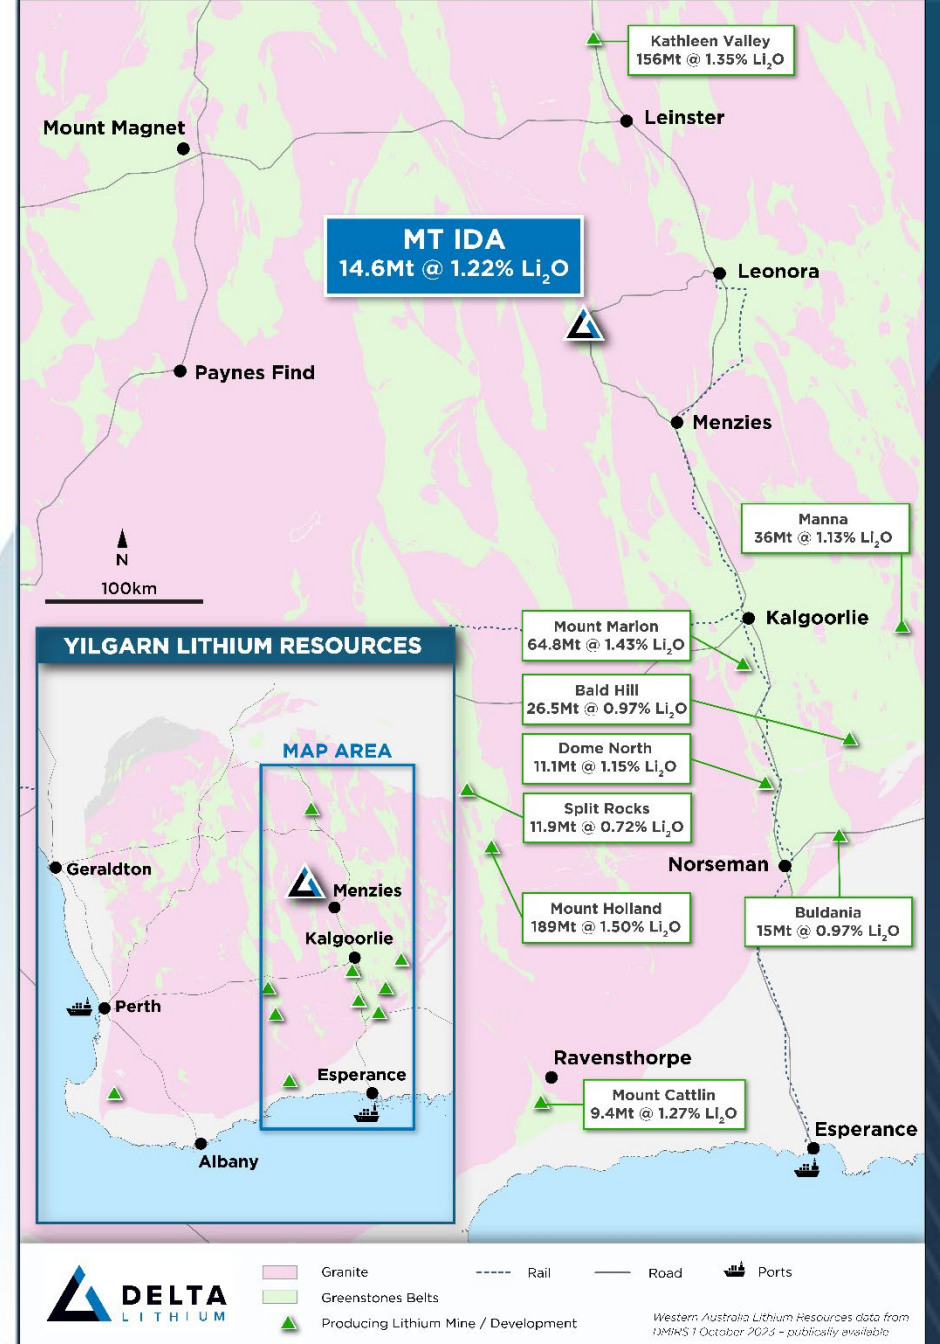 Kathleen Valley
156Mt @ 1.35% Li₂O
Leinster
Mount Magnet
MT IDA
14.6Mt @ 1.22% Li₂O
Leonora
Paynes Find
Menzies
Manna
36Mt @ 1.13% Li₂O
N
100km
Kalgoorlie
Mount Marion
64.8Mt @ 1.43% Li₂O
Bald Hill
26.5Mt @ 0.97% Li₂O
Dome North
11.1Mt @ 1.15% Li₂O
Split Rocks
11.9Mt @ 0.72% Li₂O
Norseman
Mount Holland
189Mt @ 1.50% Li₂O
Buldania
15Mt @ 0.97% Li₂O
Ravensthorpe
Mount Cattlin
9.4Mt @ 1.27% Li₂O
Esperance
YILGARN LITHIUM RESOURCES
MAP AREA
Geraldton
Menzies
Kalgoorlie
Perth
Esperance
Albany
DELTA
LITHIUM
Granite
Rail
Road
Ports
Greenstones Belts
Producing Lithium Mine / Development
Western Australia Lithium Resources data from
DMIRS 1 October 2023 – publically avaliable